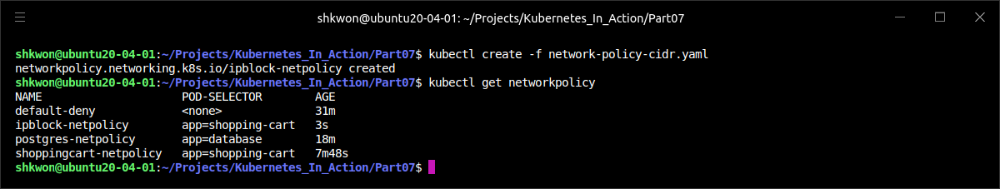 shkwon@ubuntu20-04-01: ~/Projects/Kubernetes_In_Action/Part07
shkwon@ubuntu20-04-01:~/Projects/Kubernetes_In_Action/Part07$ kubectl create -f network-policy-cidr.yaml
networkpolicy.networking.k8s.io/ipblock-netpolicy created
shkwon@ubuntu20-04-01:~/Projects/Kubernetes_In_Action/Part07$ kubectl get networkpolicy
NAME                     POD-SELECTOR        AGE
default-deny             <none>              31m
ipblock-netpolicy        app=shopping-cart   3s
postgres-netpolicy       app=database        18m
shoppingcart-netpolicy   app=shopping-cart   7m48s
shkwon@ubuntu20-04-01:~/Projects/Kubernetes_In_Action/Part07$